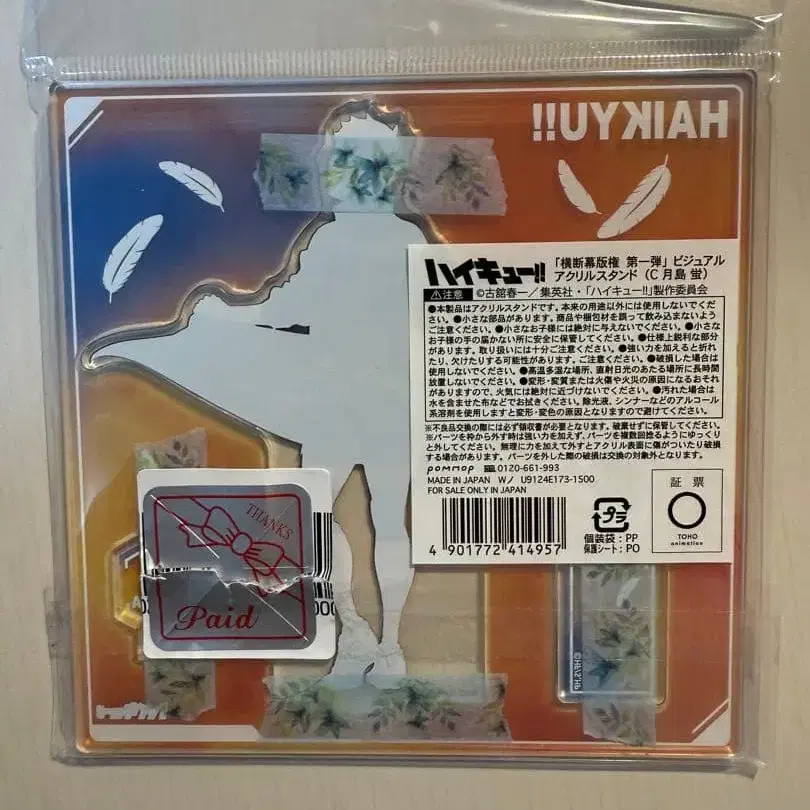 HAIKYU!!
ハイキュー!!
「横断幕版権 第一弾」ビジュアル
アクリルスタンド（C 月島 蛍）
⚠注意 ©古舘春一／集英社・「ハイキュー!!」製作委員会
●本製品はアクリルスタンドです。本来の用途以外には使用しないでくだ
さい。●小さな部品があります。商品や梱包材を誤って飲み込まないよう
ご注意ください。●小さなお子様には絶対に与えないでください。●小さな
お子様の手の届かない所に安全に保管してください。●仕様上鋭利な部分
があります。取り扱いには十分ご注意ください。●強い力を加えると折れ
たり、欠けたりする可能性があります。ご注意ください。●破損した場合は
使用しないでください。●高温多湿な場所、直射日光のあたる場所に長時間
放置しないでください。●変形・変質または火傷や火災の原因になるおそれ
がありますので、火気には絶対に近づけないでください。●汚れた場合は
水を含ませた布などでお拭きください。除光液、シンナーなどのアルコール
系溶剤を使用しますと変形・変色の原因となりますので避けてください。
※不良品交換の際には必ず領収書が必要となります。破棄せずに保管してください。
※パーツを枠から外す時は強い力を加えず、パーツを複数回捻るようにゆっくり
と外してください。無理に力を加えて外すとアクリル表面に傷がついたり破損
する場合があります。パーツを外した際の破損は交換の対象外となります。
pommop 0120-661-993
MADE IN JAPAN W/ U9124E173-1500
FOR SALE ONLY IN JAPAN
4 901772 414957
プラ
個装袋：PP
保護シート：PO
証 票
TOHO
animation
THANKS
Paid
©H衣/S.HP